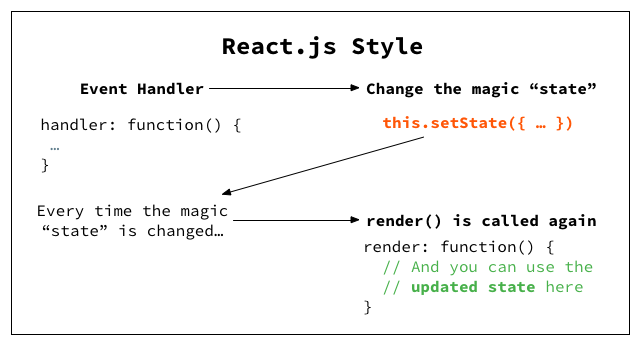 React.js Style
Event Handler
Change the magic “state”
handler: function() {
…
}
this.setState({ … })
Every time the magic
“state” is changed…
render() is called again
render: function() {
// And you can use the
// updated state here
}